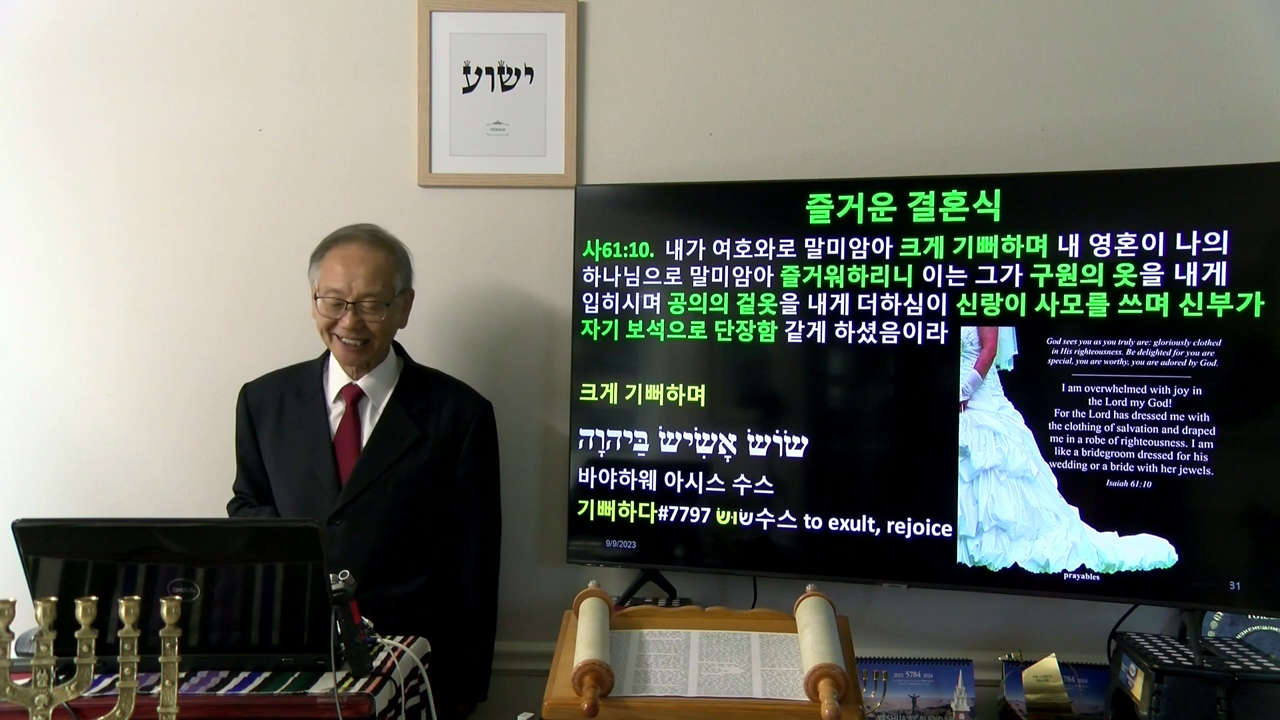 ישוע
YESHUA
즐거운 결혼식
사61:10. 내가 여호와로 말미암아 크게 기뻐하며 내 영혼이 나의
하나님으로 말미암아 즐거워하리니 이는 그가 구원의 옷을 내게
입히시며 공의의 겉옷을 내게 더하심이 신랑이 사모를 쓰며 신부가
자기 보석으로 단장함 같게 하셨음이라
크게 기뻐하며
שׂוֹשׂ אָשִׂישׂ בַּיהוָה
바야하웨 아시스 수스
기뻐하다#7797 שׂוּשׂ수스 to exult, rejoice
9/9/2023
God sees you as you truly are: gloriously clothed
in His righteousness. Be delighted for you are
special, you are worthy, you are adored by God.
I am overwhelmed with joy in
the Lord my God!
For the Lord has dressed me with
the clothing of salvation and draped
me in a robe of righteousness. I am
like a bridegroom dressed for his
wedding or a bride with her jewels.
Isaiah 61:10
prayables
31
DELL
2023 5784 2024
5784